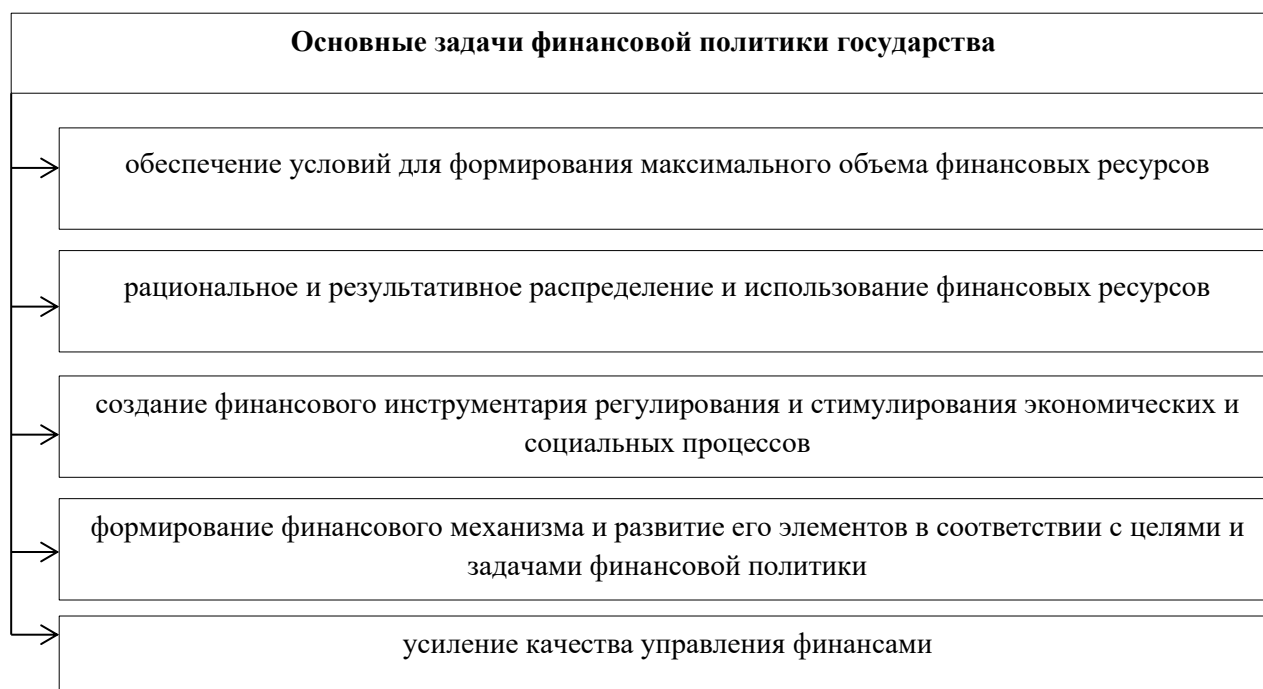 Основные задачи финансовой политики государства
обеспечение условий для формирования максимального объема финансовых ресурсов
рациональное и результативное распределение и использование финансовых ресурсов
создание финансового инструментария регулирования и стимулирования экономических и
социальных процессов
формирование финансового механизма и развитие его элементов в соответствии с целями и
задачами финансовой политики
усиление качества управления финансами